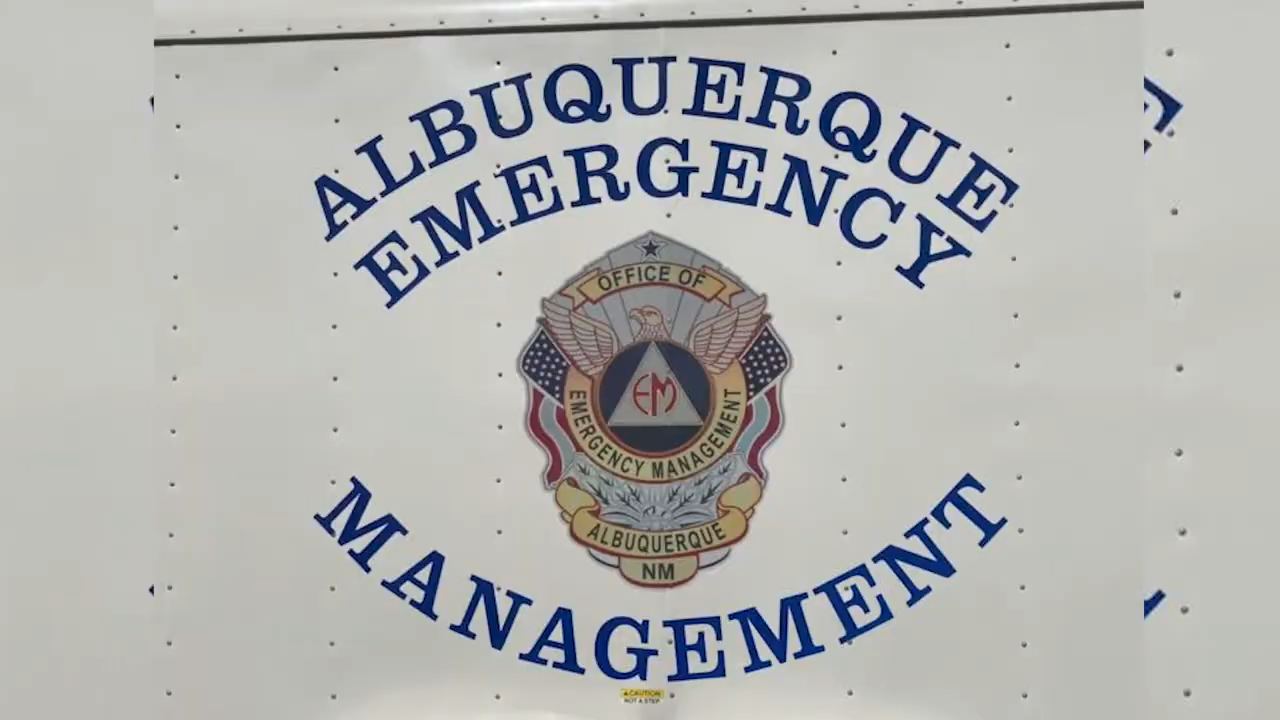 ALBUQUERQUE
EMERGENCY
OFFICE OF
EM
EMERGENCY MANAGEMENT
ALBUQUERQUE
NM
MANAGEMENT
CAUTION
NOT A STEP